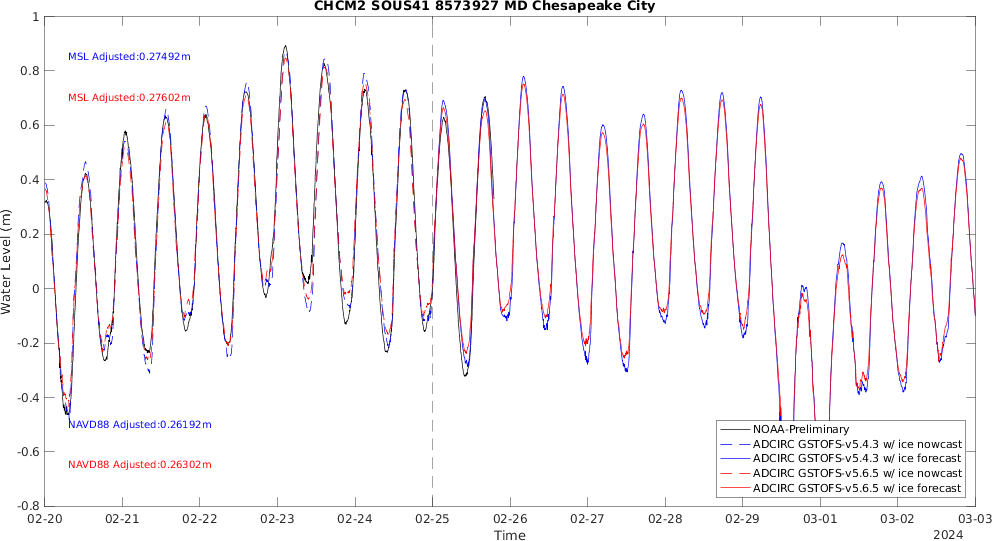 CHCM2 SOUS41 8573927 MD Chesapeake City
MSL Adjusted:0.27492m
MSL Adjusted:0.27602m
NAVD88 Adjusted:0.26192m
NAVD88 Adjusted:0.26302m
Water Level (m)
1
0.8
0.6
0.4
0.2
0
-0.2
-0.4
-0.6
-0.8
NOAA-Preliminary
ADCIRC GSTOFS-v5.4.3 w/ ice nowcast
ADCIRC GSTOFS-v5.4.3 w/ ice forecast
ADCIRC GSTOFS-v5.6.5 w/ ice nowcast
ADCIRC GSTOFS-v5.6.5 w/ ice forecast
02-20 02-21 02-22 02-23 02-24 02-25 02-26 02-27 02-28 02-29 03-01 03-02 03-03
Time
2024